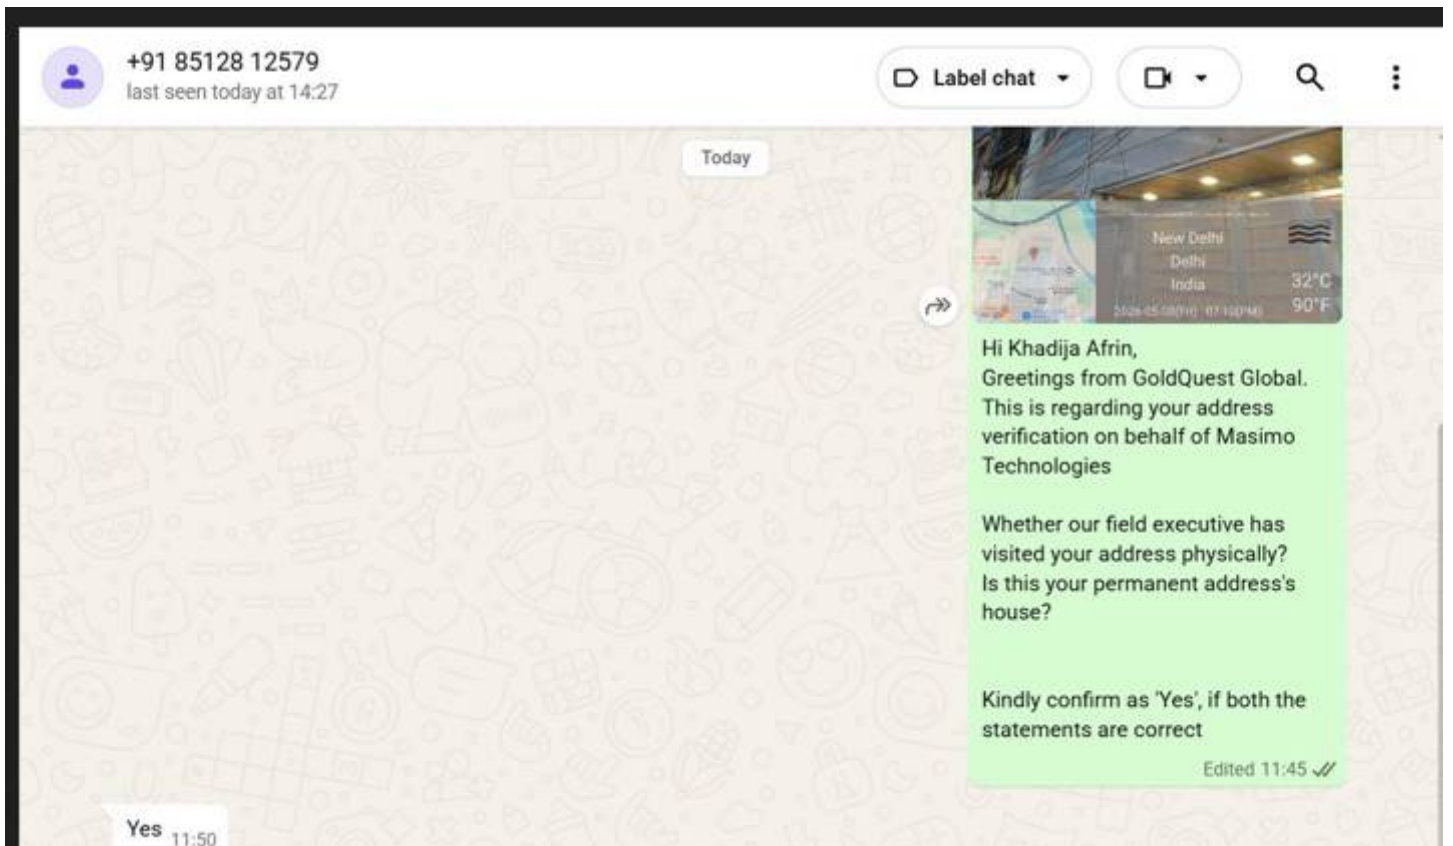 +91 85128 12579
last seen today at 14:27
Label chat
Today
New Delhi
Delhi
India
32°C
90°F
Hi Khadija Afrin,
Greetings from GoldQuest Global.
This is regarding your address
verification on behalf of Masimo
Technologies
Whether our field executive has
visited your address physically?
Is this your permanent address's
house?
Kindly confirm as 'Yes', if both the
statements are correct
Edited 11:45
Yes 11:50